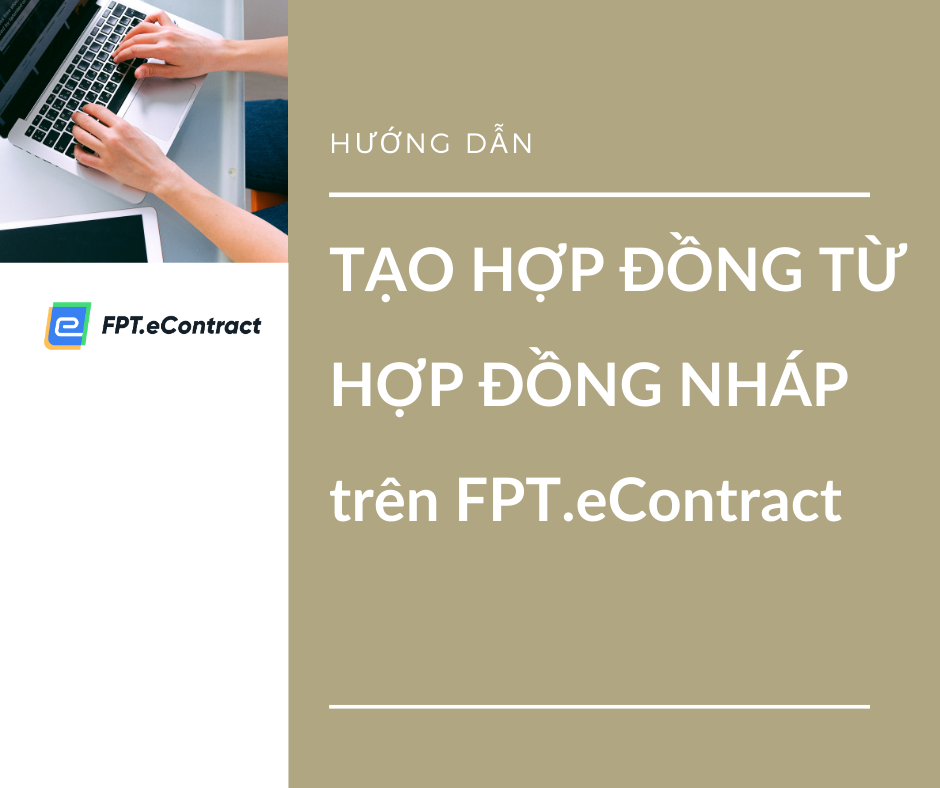 HƯỚNG DẪN
TẠO HỢP ĐỒNG TỪ
HỢP ĐỒNG NHÁP
trên FPT.eContract
FPT.eContract